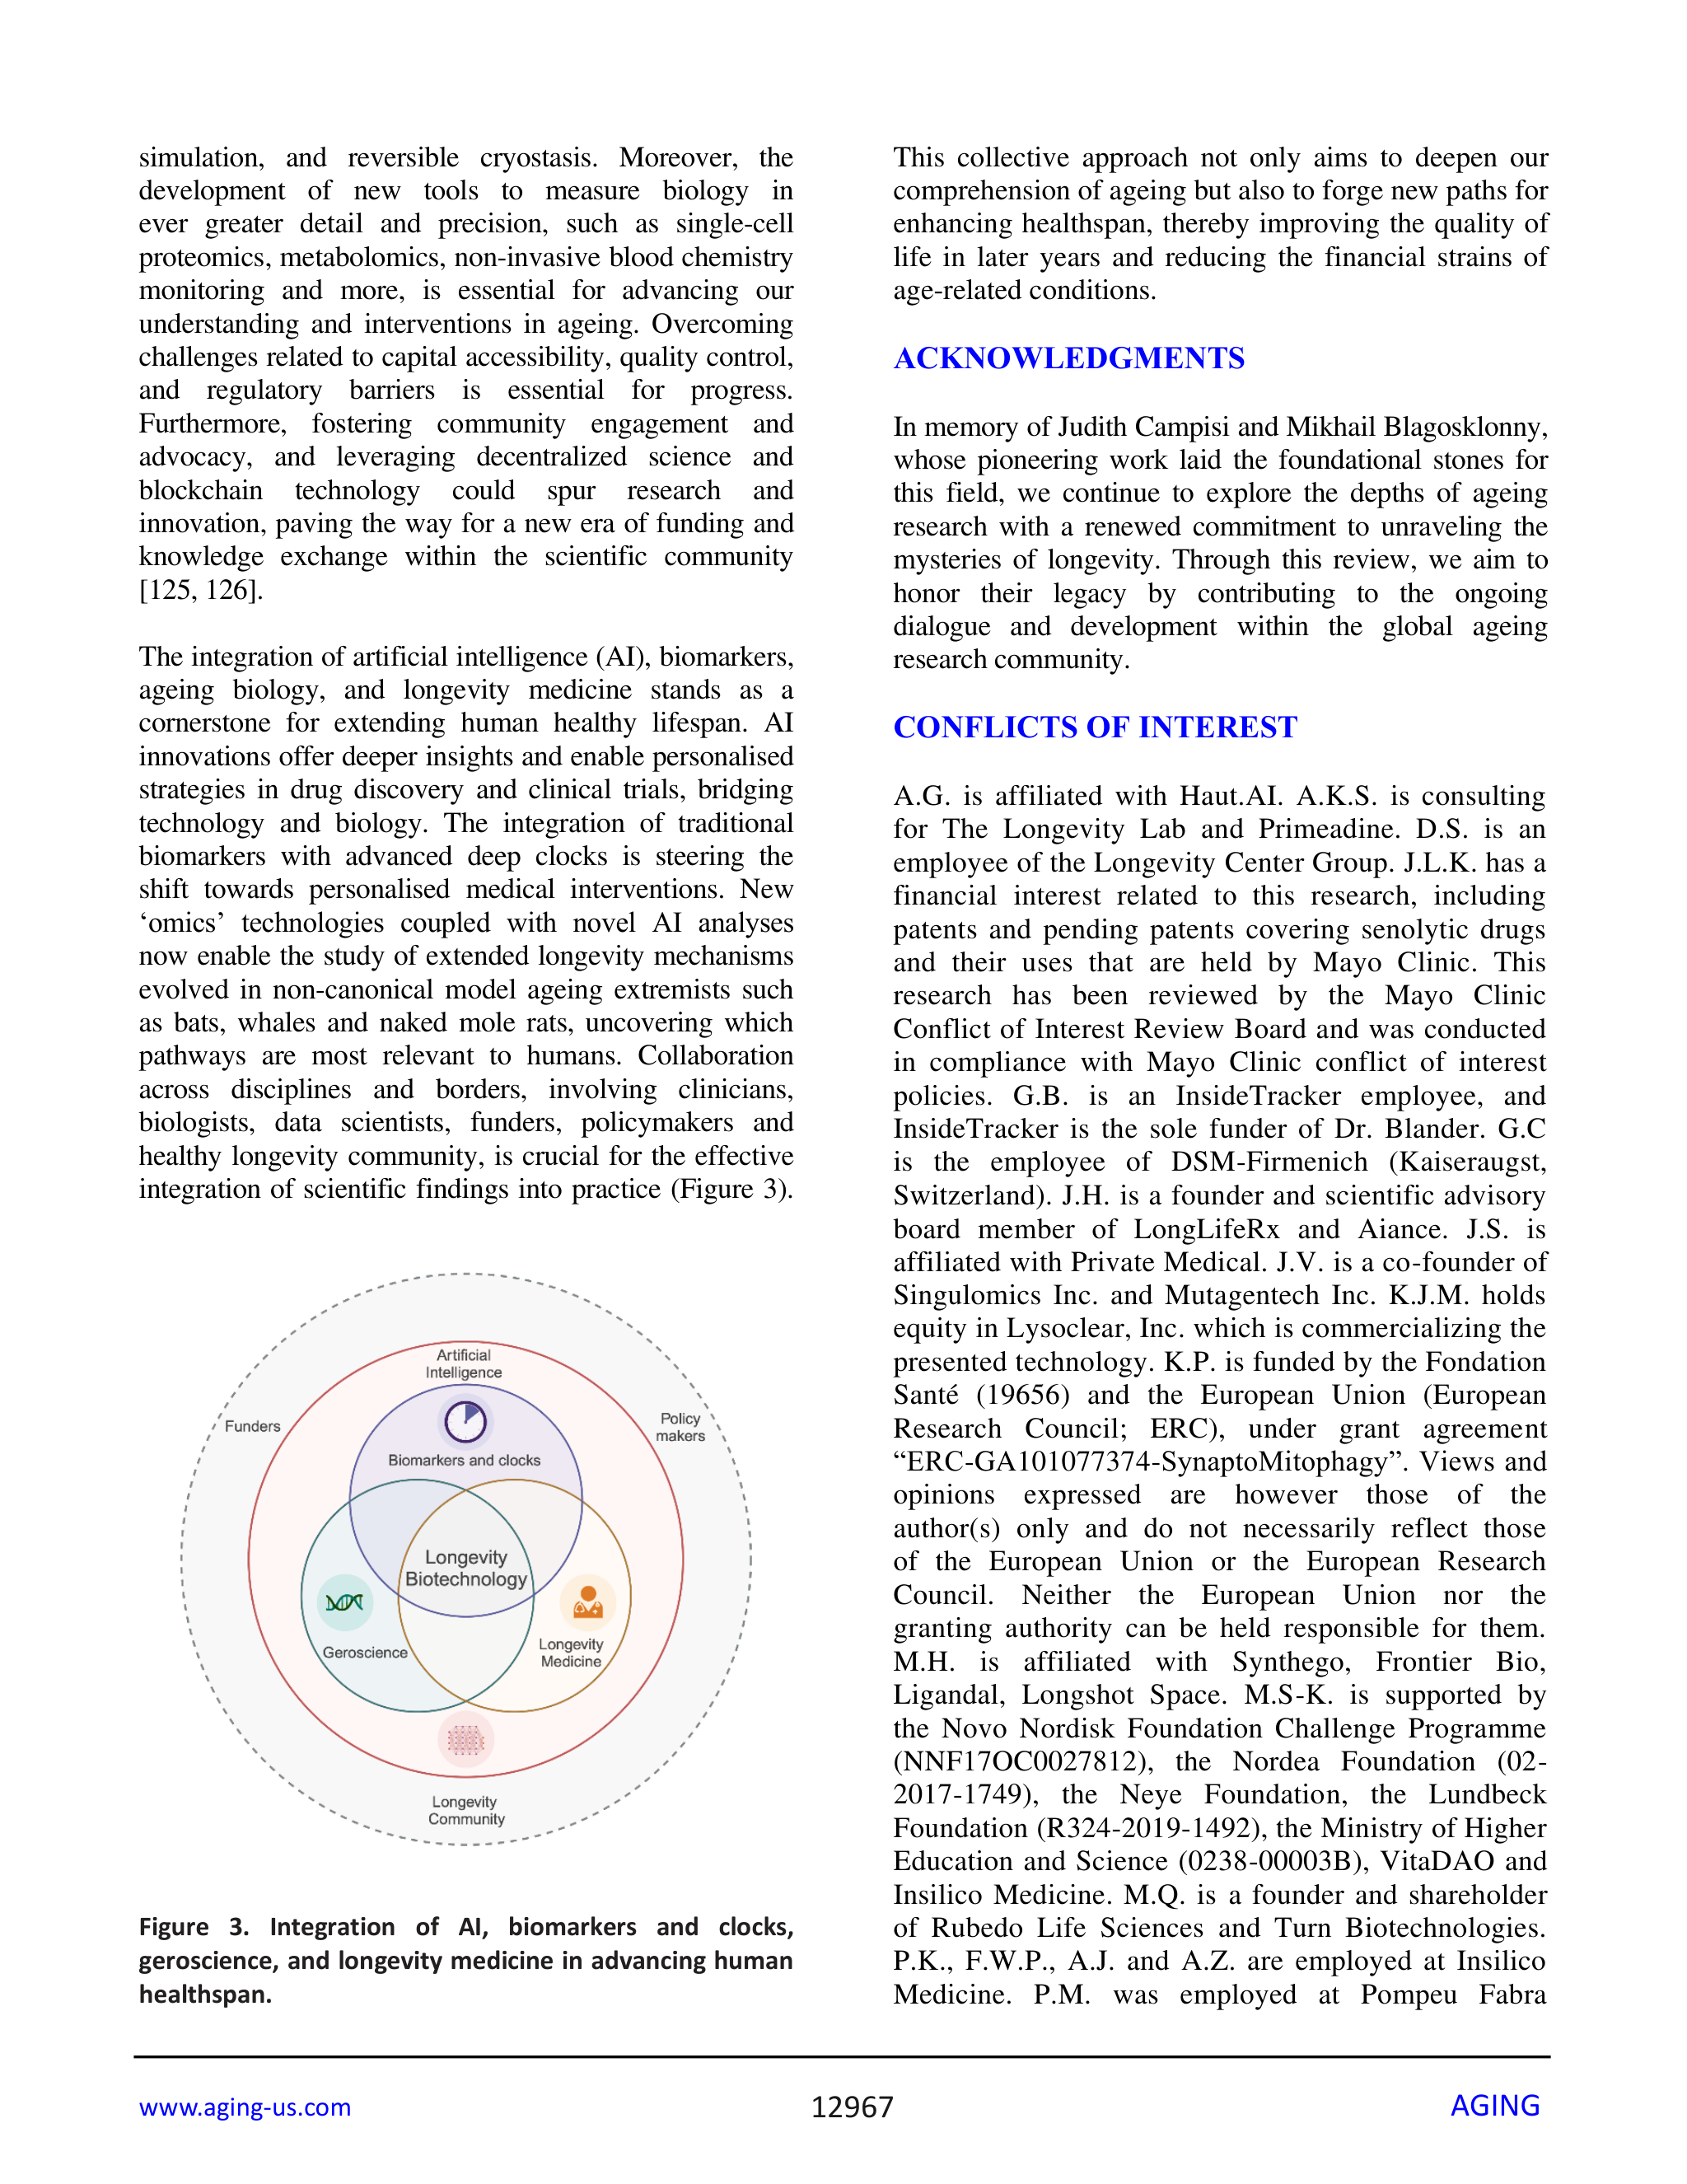 simulation, and reversible cryostasis. Moreover, the
development of new tools to measure biology in
ever greater detail and precision, such as single-cell
proteomics, metabolomics, non-invasive blood chemistry
monitoring and more, is essential for advancing our
understanding and interventions in ageing. Overcoming
challenges related to capital accessibility, quality control,
and regulatory barriers is essential for progress.
Furthermore, fostering community engagement and
advocacy, and leveraging decentralized science and
blockchain technology could spur research and
innovation, paving the way for a new era of funding and
knowledge exchange within the scientific community
[125, 126].
The integration of artificial intelligence (AI), biomarkers,
ageing biology, and longevity medicine stands as a
cornerstone for extending human healthy lifespan. AI
innovations offer deeper insights and enable personalised
strategies in drug discovery and clinical trials, bridging
technology and biology. The integration of traditional
biomarkers with advanced deep clocks is steering the
shift towards personalised medical interventions. New
‘omics’ technologies coupled with novel AI analyses
now enable the study of extended longevity mechanisms
evolved in non-canonical model ageing extremists such
as bats, whales and naked mole rats, uncovering which
pathways are most relevant to humans. Collaboration
across disciplines and borders, involving clinicians,
biologists, data scientists, funders, policymakers and
healthy longevity community, is crucial for the effective
integration of scientific findings into practice (Figure 3).
Artificial
Intelligence
Funders
Policy
makers
Biomarkers and clocks
Longevity
Biotechnology
Geroscience
Longevity
Medicine
Longevity
Community
Figure 3. Integration of AI, biomarkers and clocks,
geroscience, and longevity medicine in advancing human
healthspan.
This collective approach not only aims to deepen our
comprehension of ageing but also to forge new paths for
enhancing healthspan, thereby improving the quality of
life in later years and reducing the financial strains of
age-related conditions.
ACKNOWLEDGMENTS
In memory of Judith Campisi and Mikhail Blagosklonny,
whose pioneering work laid the foundational stones for
this field, we continue to explore the depths of ageing
research with a renewed commitment to unraveling the
mysteries of longevity. Through this review, we aim to
honor their legacy by contributing to the ongoing
dialogue and development within the global ageing
research community.
CONFLICTS OF INTEREST
A.G. is affiliated with Haut.AI. A.K.S. is consulting
for The Longevity Lab and Primeadine. D.S. is an
employee of the Longevity Center Group. J.L.K. has a
financial interest related to this research, including
patents and pending patents covering senolytic drugs
and their uses that are held by Mayo Clinic. This
research has been reviewed by the Mayo Clinic
Conflict of Interest Review Board and was conducted
in compliance with Mayo Clinic conflict of interest
policies. G.B. is an InsideTracker employee, and
InsideTracker is the sole funder of Dr. Blander. G.C
is the employee of DSM-Firmenich (Kaiseraugst,
Switzerland). J.H. is a founder and scientific advisory
board member of LongLifeRx and Aiance. J.S. is
affiliated with Private Medical. J.V. is a co-founder of
Singulomics Inc. and Mutagentech Inc. K.J.M. holds
equity in Lysoclear, Inc. which is commercializing the
presented technology. K.P. is funded by the Fondation
Santé (19656) and the European Union (European
Research Council; ERC), under grant agreement
“ERC-GA101077374-SynaptoMitophagy”. Views and
opinions expressed are however those of the
author(s) only and do not necessarily reflect those
of the European Union or the European Research
Council. Neither the European Union nor the
granting authority can be held responsible for them.
M.H. is affiliated with Synthego, Frontier Bio,
Ligandal, Longshot Space. M.S-K. is supported by
the Novo Nordisk Foundation Challenge Programme
(NNF17OC0027812), the Nordea Foundation (02-
2017-1749), the Neye Foundation, the Lundbeck
Foundation (R324-2019-1492), the Ministry of Higher
Education and Science (0238-00003B), VitaDAO and
Insilico Medicine. M.Q. is a founder and shareholder
of Rubedo Life Sciences and Turn Biotechnologies.
P.K., F.W.P., A.J. and A.Z. are employed at Insilico
Medicine. P.M. was employed at Pompeu Fabra
www.aging-us.com
12967
AGING